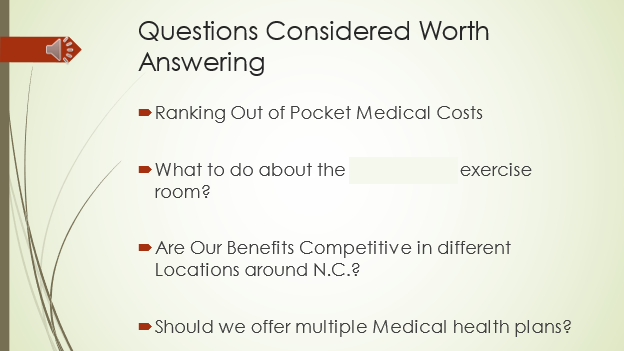 Questions Considered Worth
Answering
Ranking Out of Pocket Medical Costs
What to do about the exercise
room?
Are Our Benefits Competitive in different
Locations around N.C.?
Should we offer multiple Medical health plans?